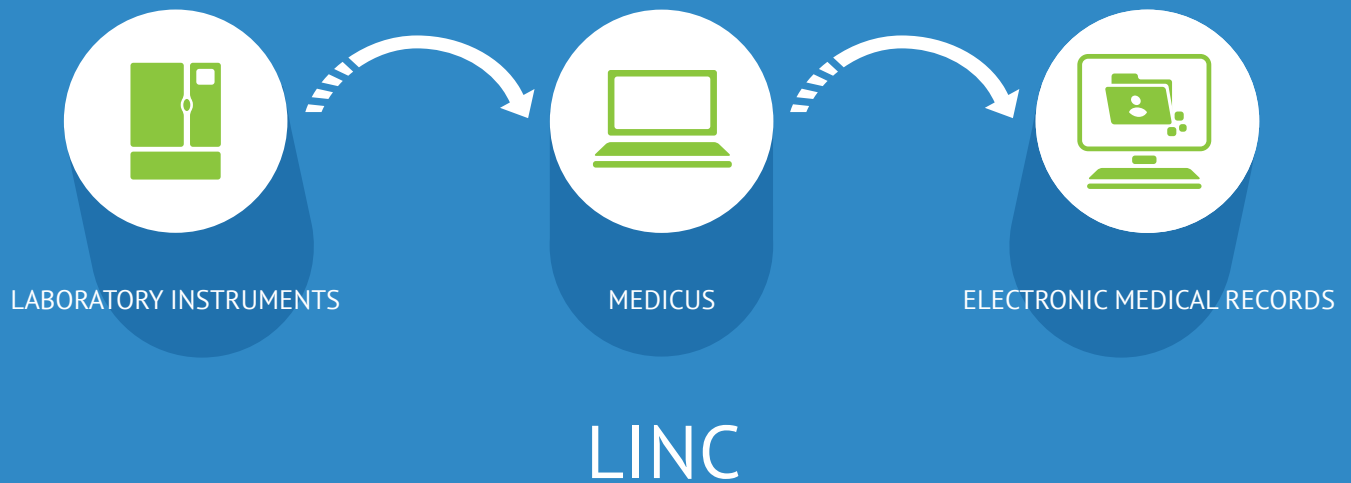 LABORATORY INSTRUMENTS
MEDICUS
ELECTRONIC MEDICAL RECORDS
LINC